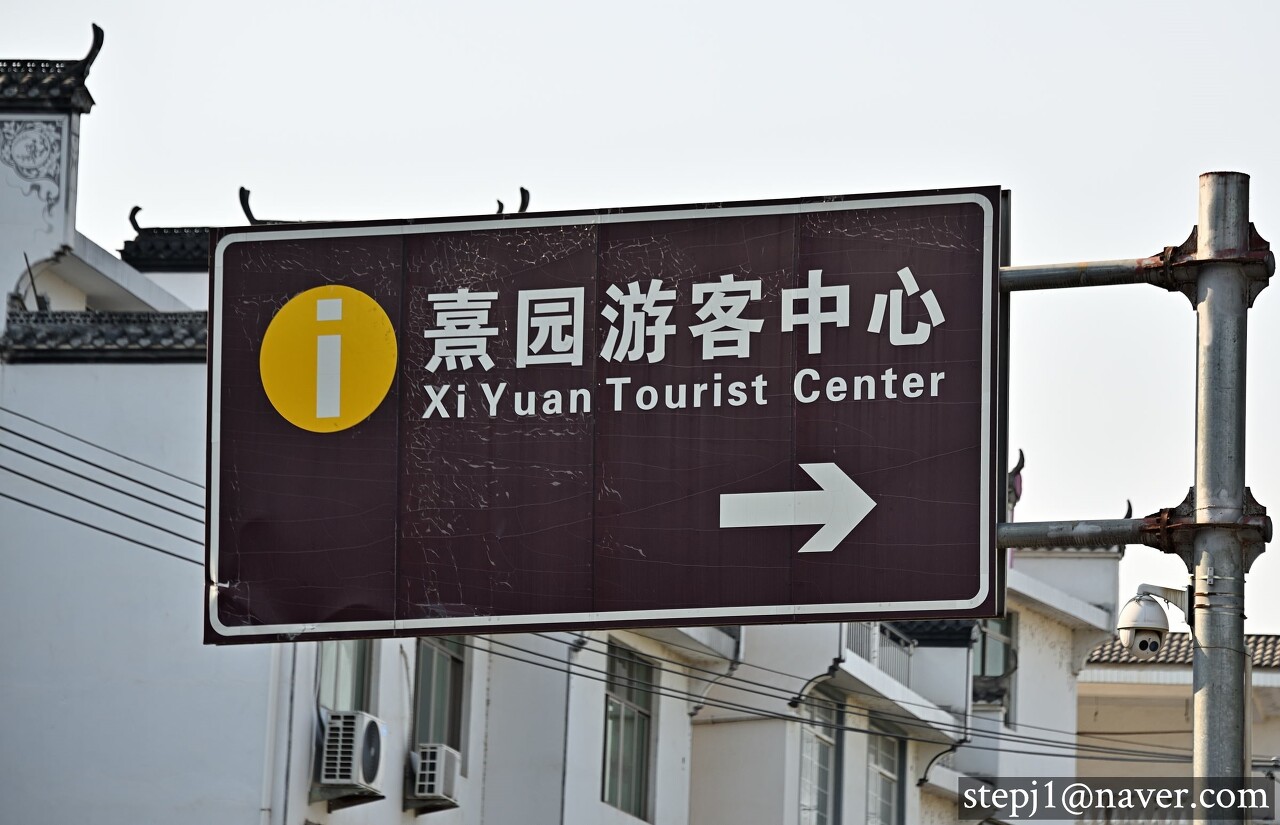 i
熹园游客中心
Xi Yuan Tourist Center
stepj1@naver.com